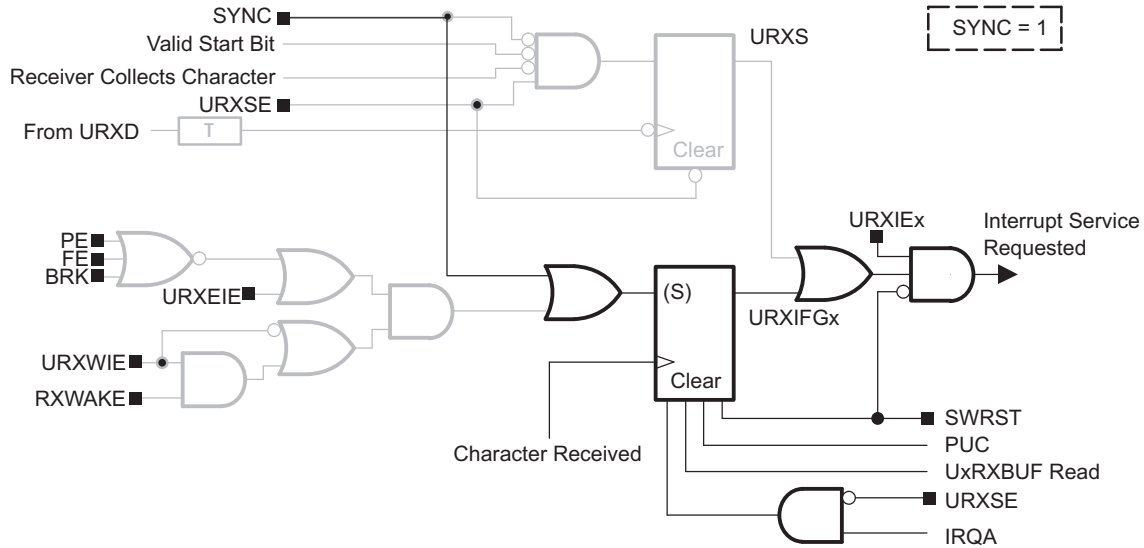 SYNC
SYNC = 1
Valid Start Bit
URXS
Receiver Collects Character
URXSE
From URXD
T
Clear
PE
FE
BRK
URXEIE
URXWIE
RXWAKE
(S)
Clear
URXIFGx
URXIEx
Interrupt Service
Requested
Character Received
SWRST
PUC
UxRXBUF Read
URXSE
IRQA